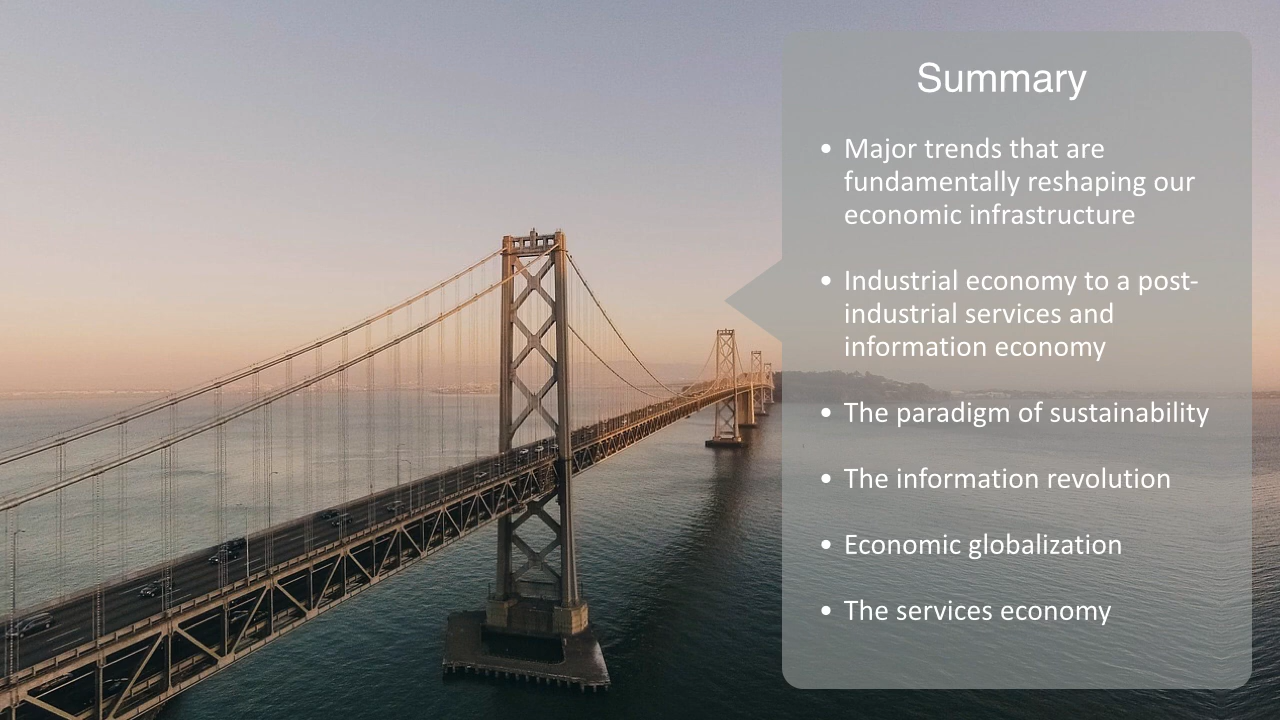 Summary
• Major trends that are
fundamentally reshaping our
economic infrastructure
• Industrial economy to a post-
industrial services and
information economy
• The paradigm of sustainability
• The information revolution
• Economic globalization
• The services economy